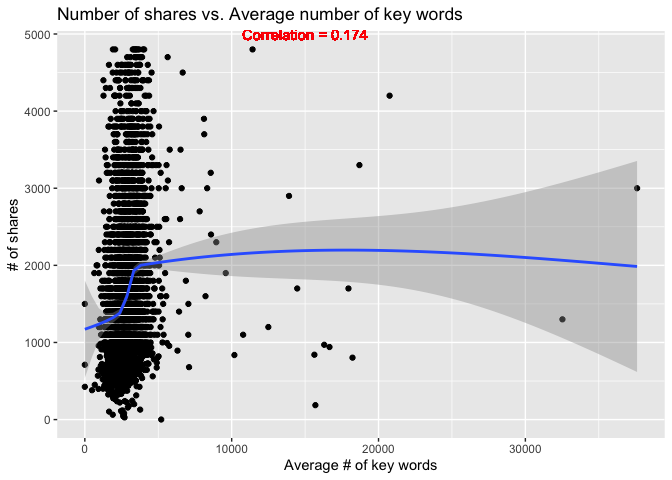 Number of shares vs. Average number of key words
Correlation = 0.174
5000
4000
3000
2000
1000
0
# of shares
0 10000 20000 30000
Average # of key words